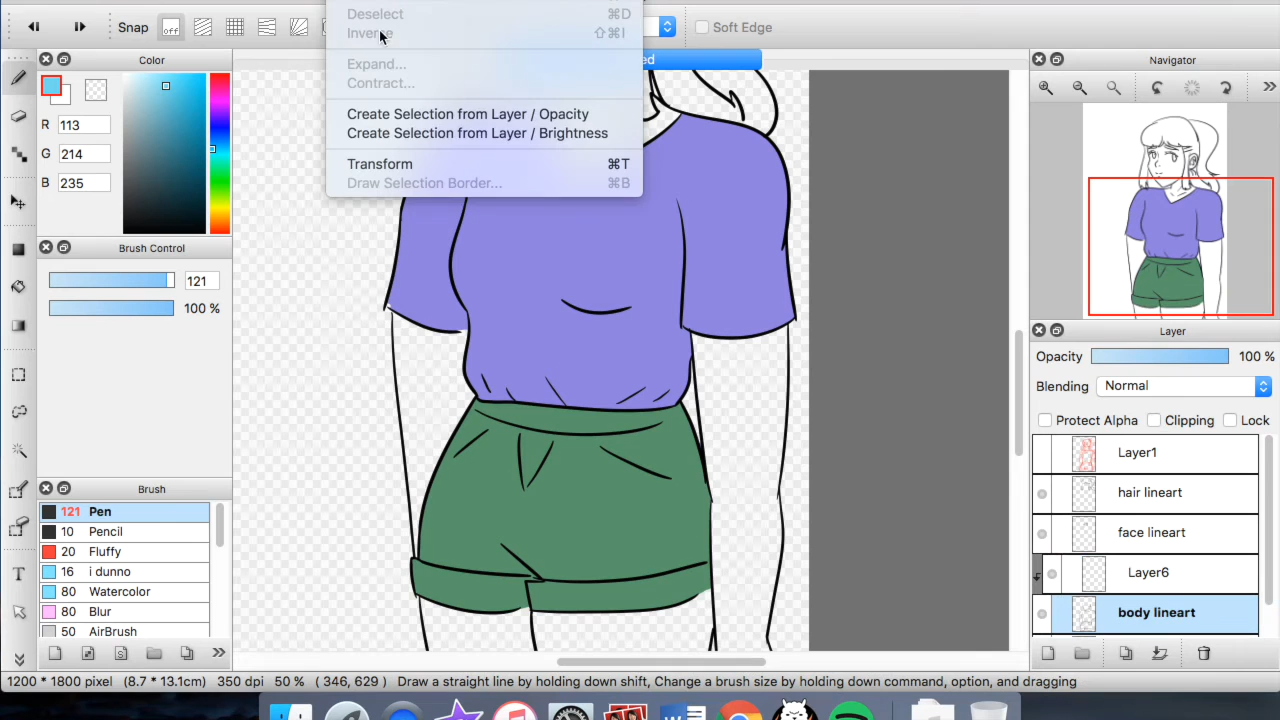 Deselect ⌘D
Snap off Inverse ⇧⌘I Soft Edge
Color
ed
Navigator
Expand...
Contract...
R 113
G 214
B 235
Create Selection from Layer / Opacity
Create Selection from Layer / Brightness
Transform ⌘T
Draw Selection Border... ⌘B
Brush Control
121
100 %
Layer
Opacity 100 %
Blending Normal
Protect Alpha Clipping Lock
Layer1
hair lineart
face lineart
Layer6
body lineart
Brush
121 Pen
10 Pencil
20 Fluffy
16 i dunno
80 Watercolor
80 Blur
50 AirBrush
T
1200 * 1800 pixel (8.7 * 13.1cm) 350 dpi 50 % ( 346, 629 ) Draw a straight line by holding down shift, Change a brush size by holding down command, option, and dragging
W